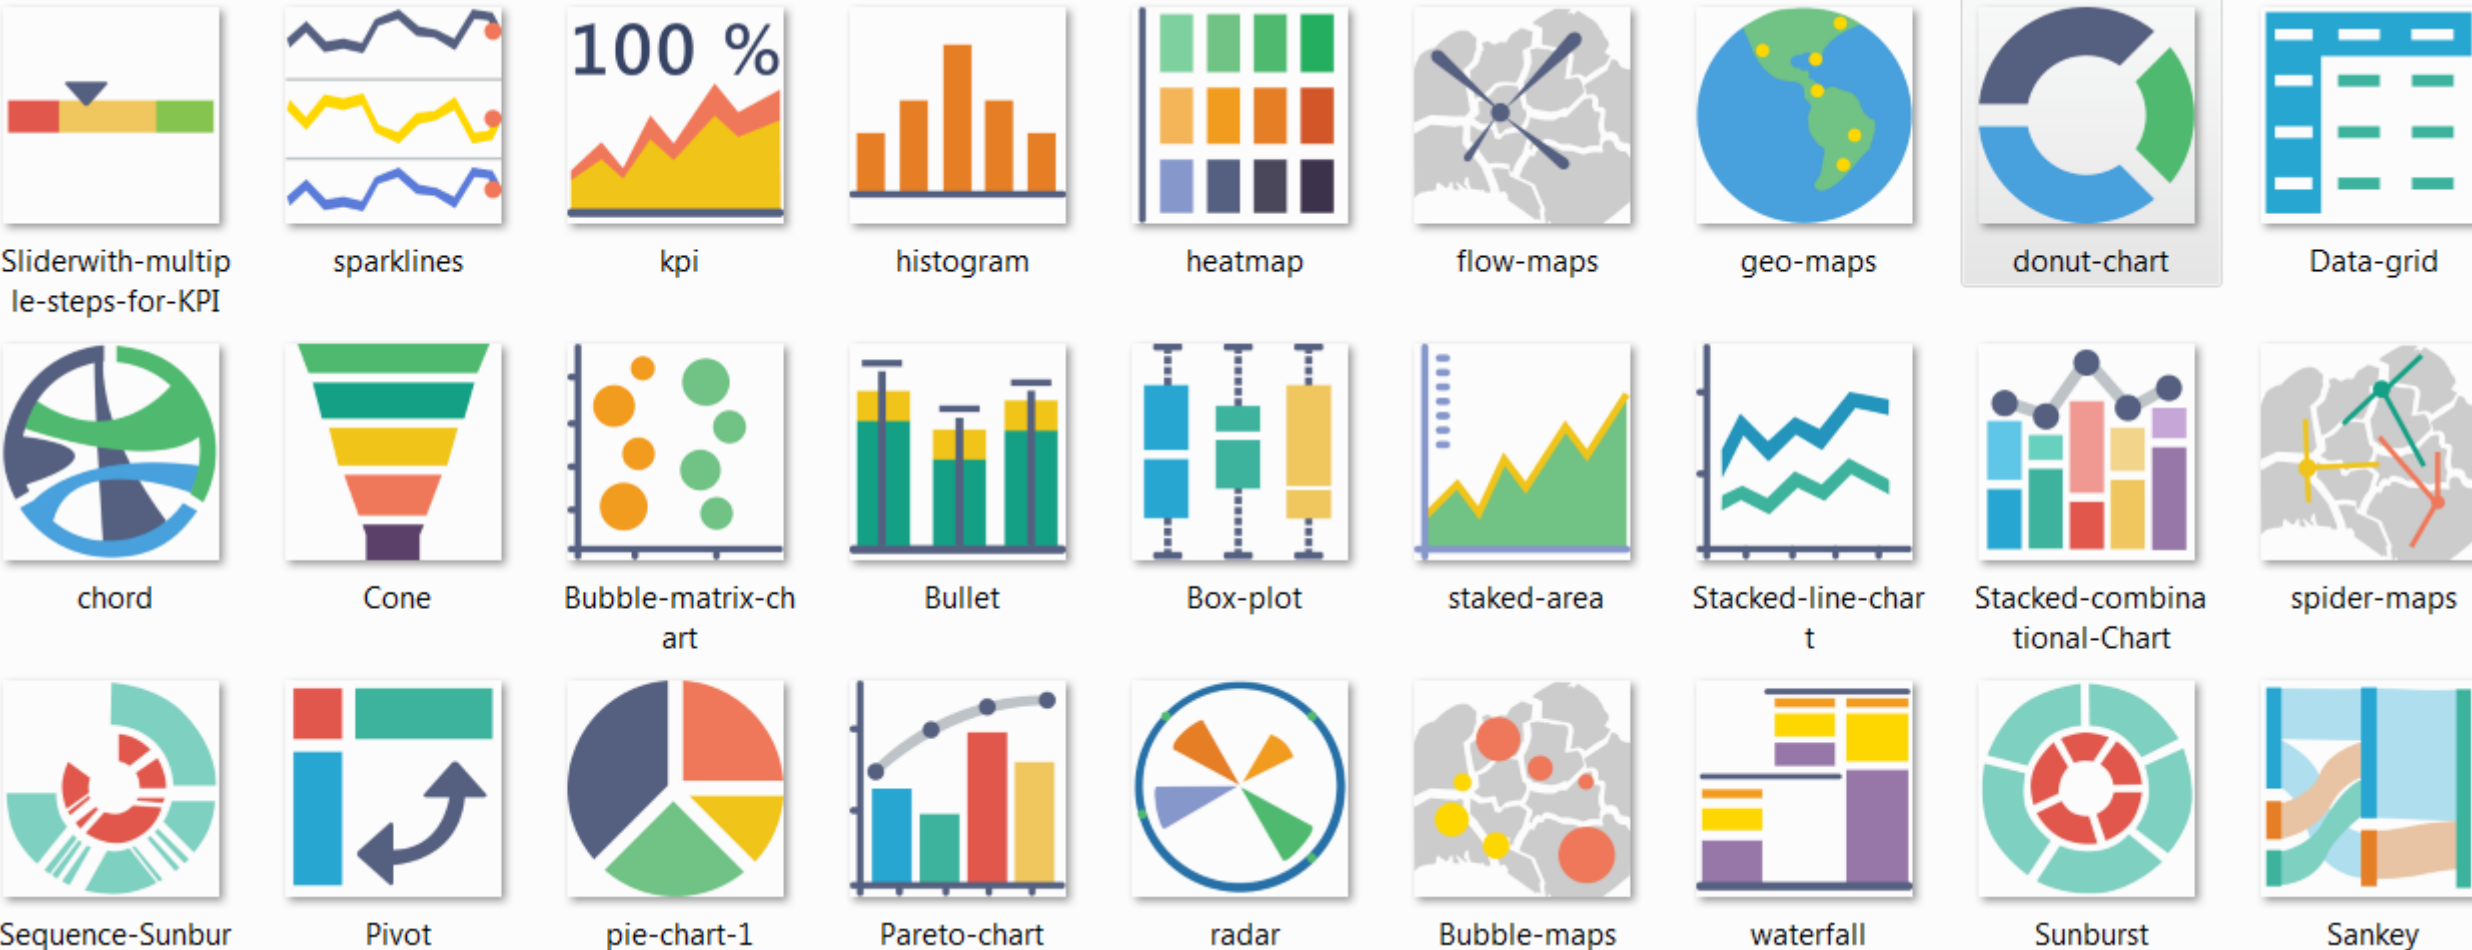 100 %
Sliderwith-multip
le-steps-for-KPI
sparklines
kpi
histogram
heatmap
flow-maps
geo-maps
donut-chart
Data-grid
chord
Cone
Bubble-matrix-ch
art
Bullet
Box-plot
staked-area
Stacked-line-char
t
Stacked-combina
tional-Chart
spider-maps
Sequence-Sunbur
Pivot
pie-chart-1
Pareto-chart
radar
Bubble-maps
waterfall
Sunburst
Sankey